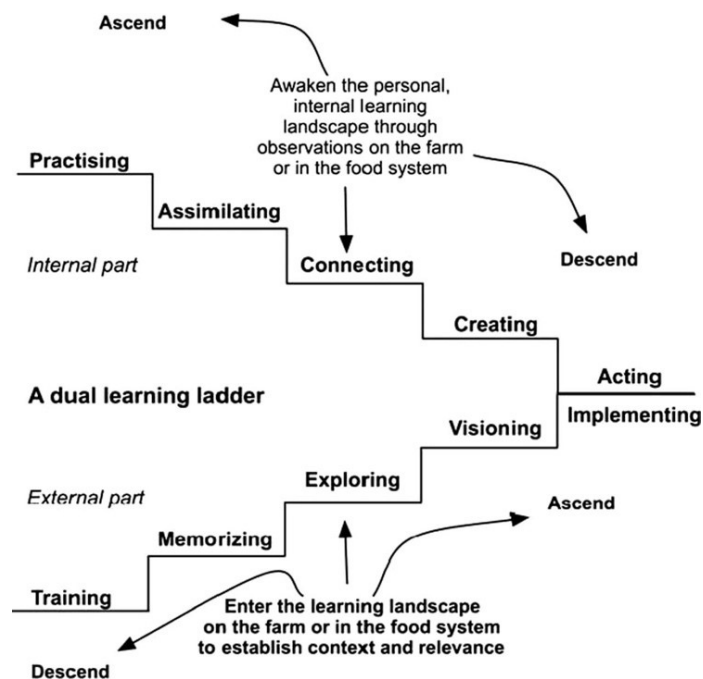 Ascend
Awaken the personal,
internal learning
landscape through
observations on the farm
or in the food system
Practising
Assimilating
Internal part
Connecting
Descend
Creating
A dual learning ladder
Acting
Implementing
Visioning
External part
Exploring
Ascend
Memorizing
Training
Enter the learning landscape
on the farm or in the food system
to establish context and relevance
Descend